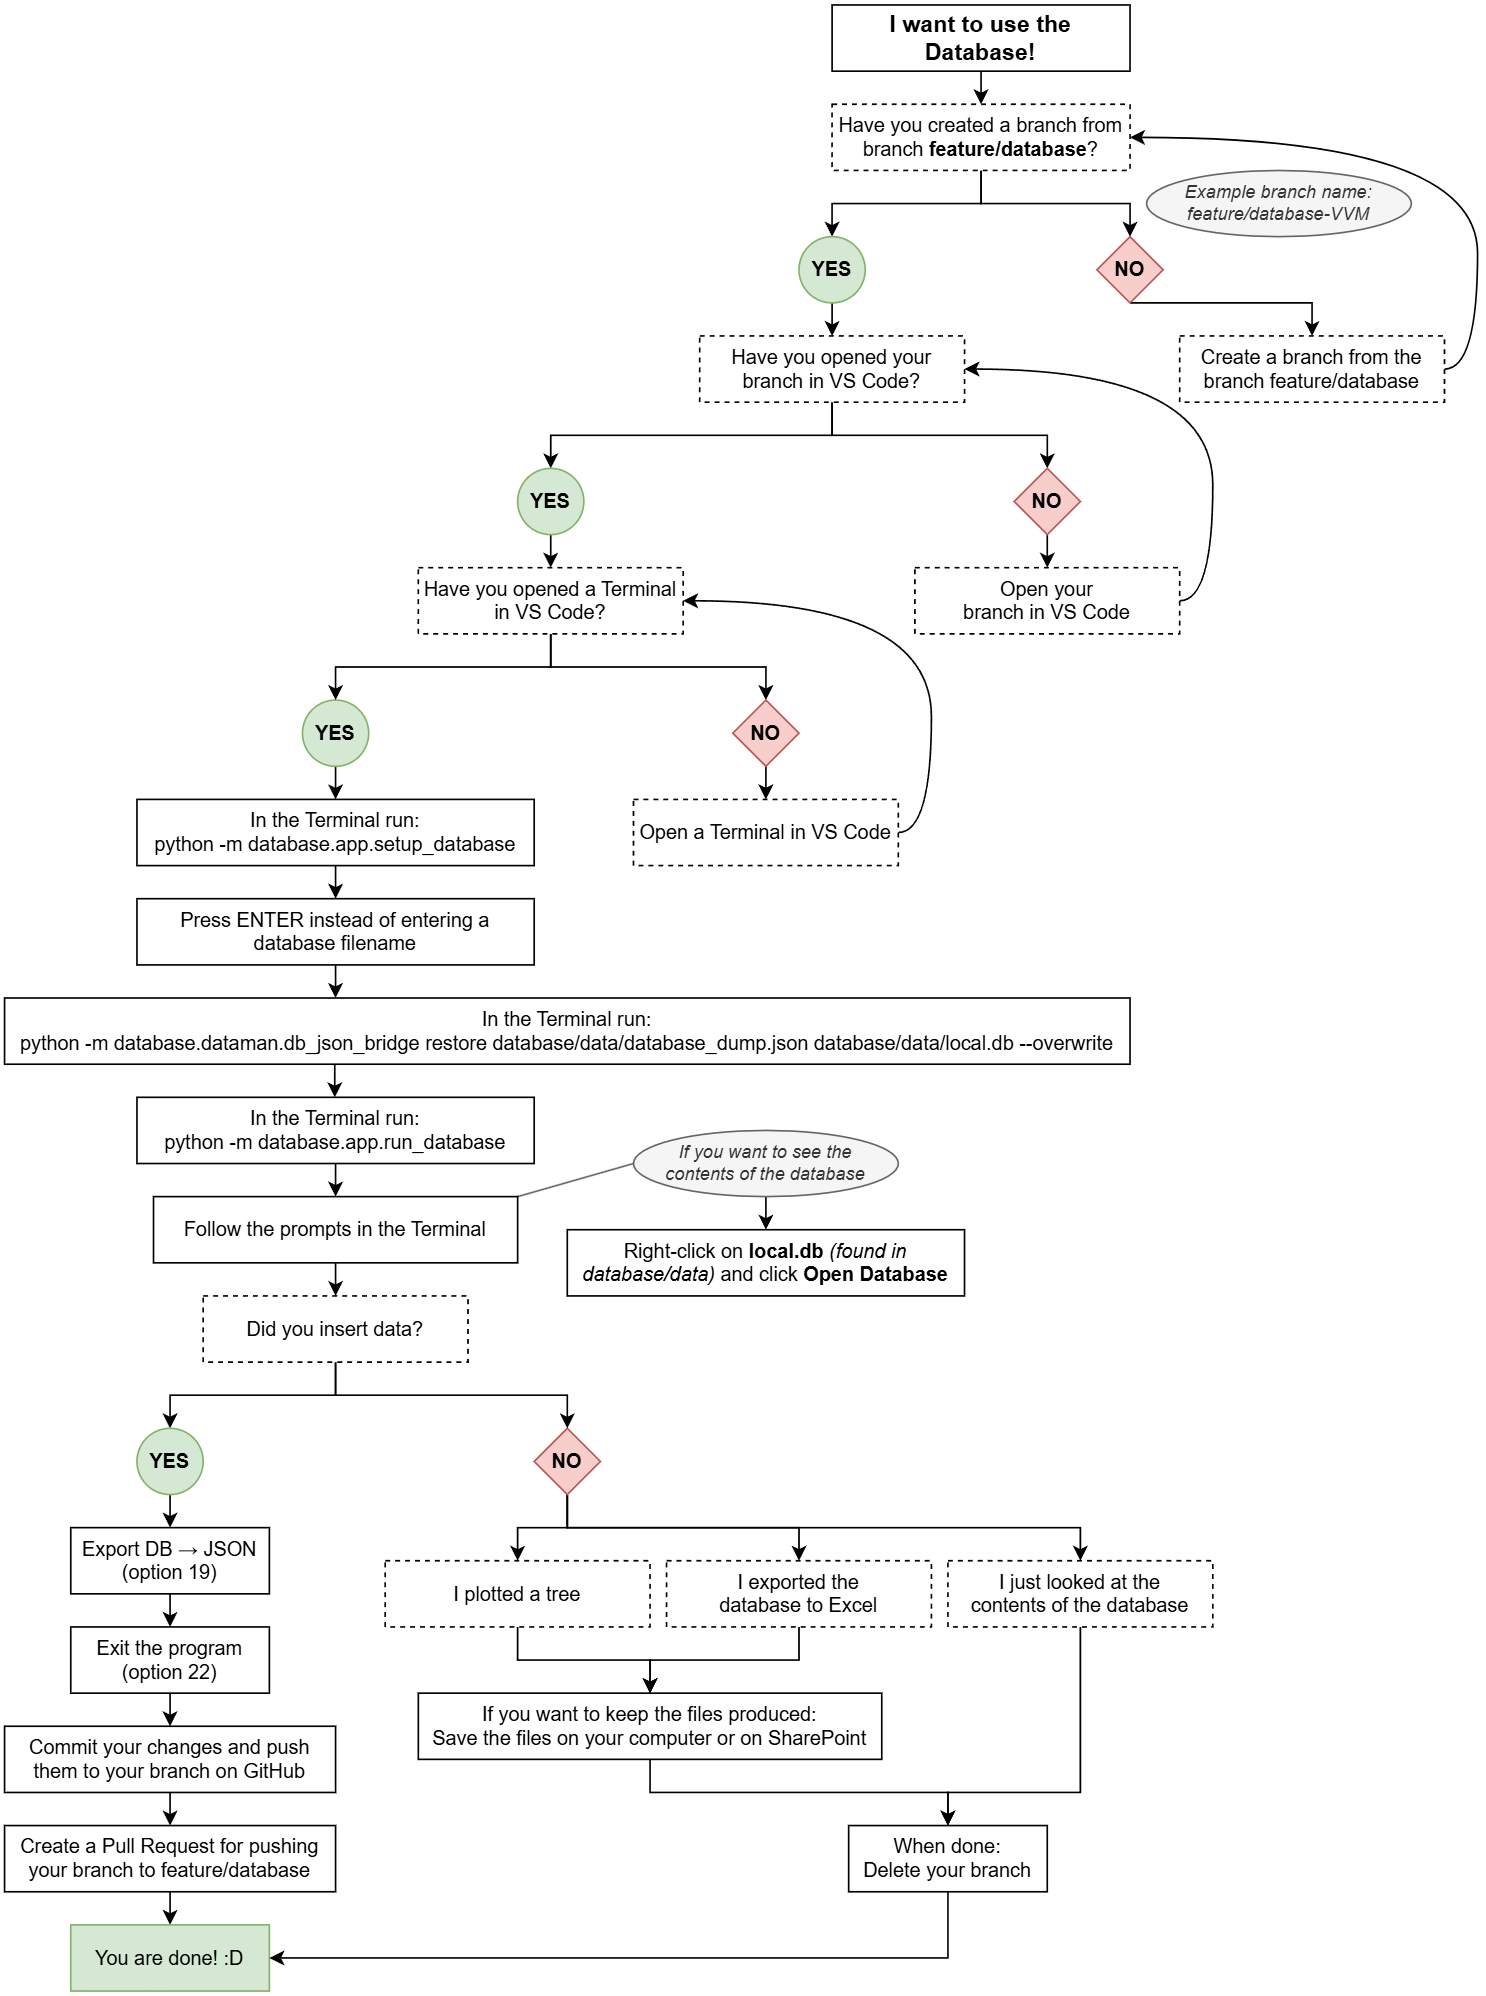 I want to use the
Database!
Have you created a branch from
branch feature/database?
Example branch name:
feature/database-VVM
YES
NO
Have you opened your
branch in VS Code?
Create a branch from the
branch feature/database
YES
NO
Have you opened a Terminal
in VS Code?
Open your
branch in VS Code
YES
NO
In the Terminal run:
python -m database.app.setup_database
Open a Terminal in VS Code
Press ENTER instead of entering a
database filename
In the Terminal run:
python -m database.dataman.db_json_bridge restore database/data/database_dump.json database/data/local.db --overwrite
In the Terminal run:
python -m database.app.run_database
If you want to see the
contents of the database
Follow the prompts in the Terminal
Right-click on local.db (found in
database/data) and click Open Database
Did you insert data?
YES
NO
Export DB → JSON
(option 19)
I plotted a tree
I exported the
database to Excel
I just looked at the
contents of the database
Exit the program
(option 22)
If you want to keep the files produced:
Save the files on your computer or on SharePoint
Commit your changes and push
them to your branch on GitHub
Create a Pull Request for pushing
your branch to feature/database
When done:
Delete your branch
You are done! :D